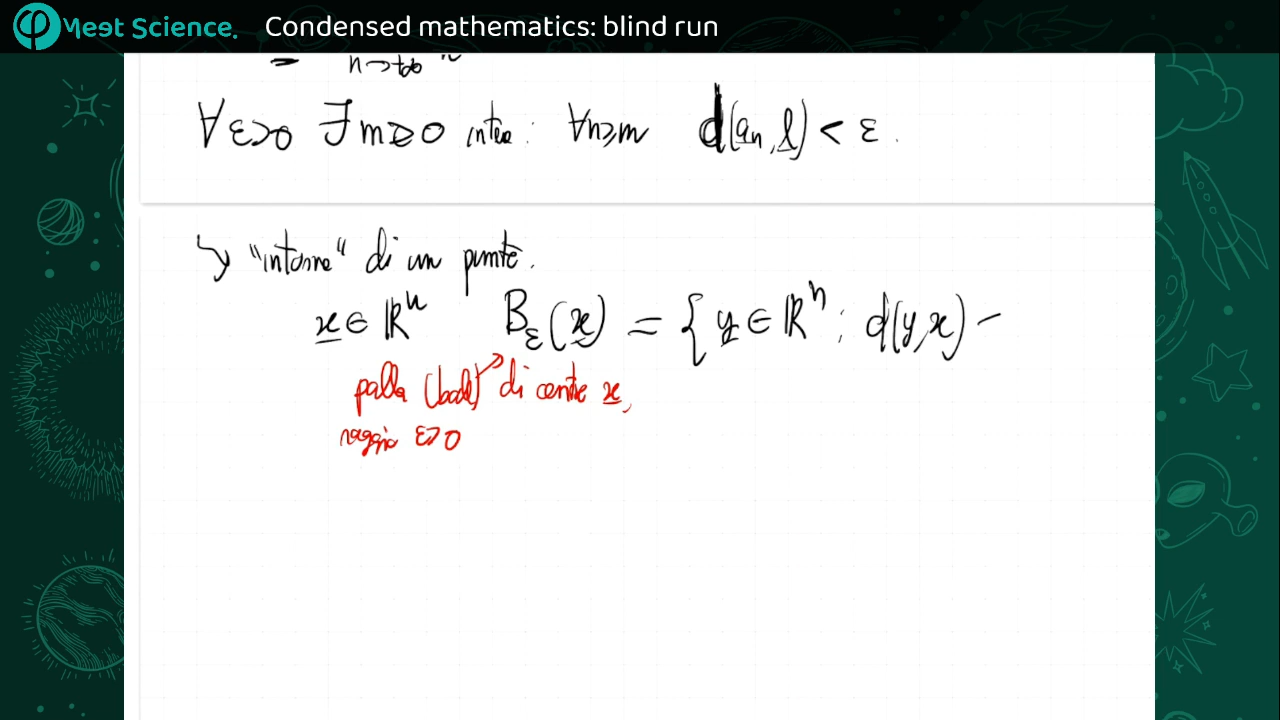 Meet Science.
Condensed mathematics: blind run
= n→+∞
∀ε>0 ∃m≥0 intero: ∀n≥m d(an, l) < ε.
↳ "intorno" di un punto.
x ∈ ℝⁿ Bε(x) = { y ∈ ℝⁿ : d(y,x) -
palla (ball) di centro x,
raggio ε>0